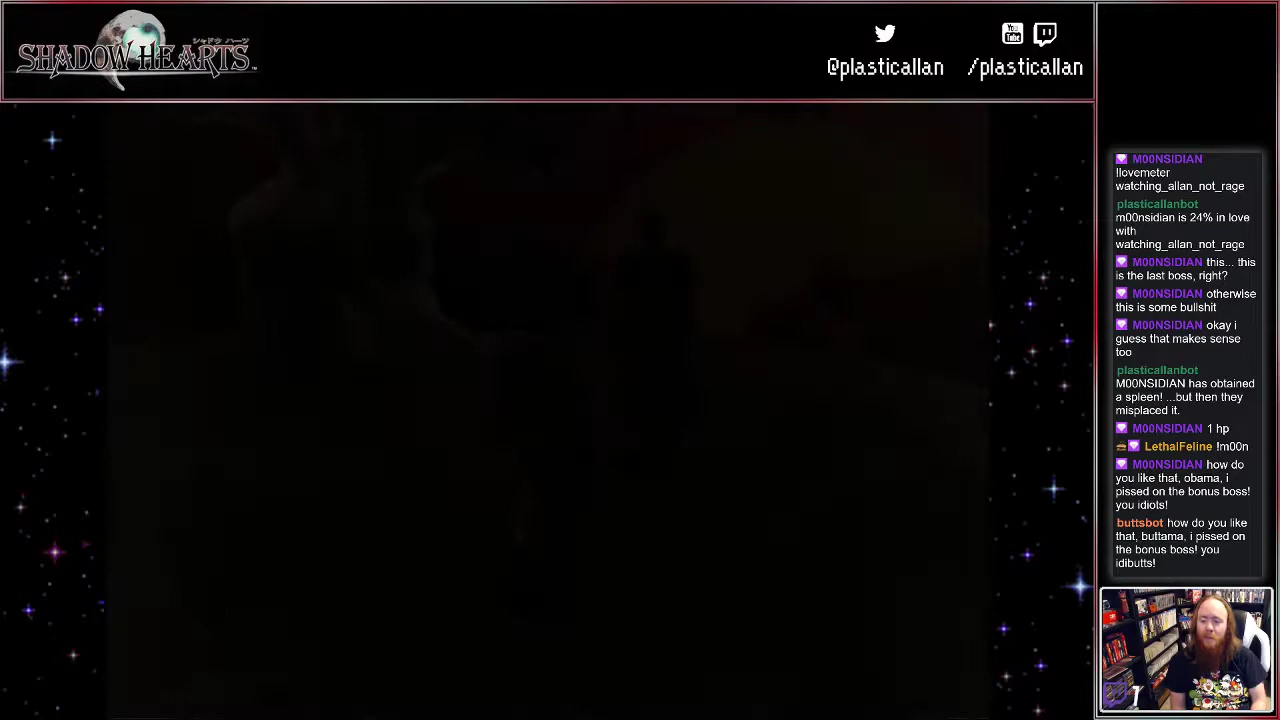 シャドウ ハーツ
SHADOW HEARTS™
You
Tube
@plasticallan
/plasticallan
M00NSIDIAN
!lovemeter
watching_allan_not_rage
plasticallanbot
m00nsidian is 24% in love
with
watching_allan_not_rage
M00NSIDIAN this... this
is the last boss, right?
M00NSIDIAN otherwise
this is some bullshit
M00NSIDIAN okay i
guess that makes sense
too
plasticallanbot
M00NSIDIAN has obtained
a spleen! ...but then they
misplaced it.
M00NSIDIAN 1 hp
LethalFeline !m00n
M00NSIDIAN how do
you like that, obama, i
pissed on the bonus boss!
you idiots!
buttsbot how do you like
that, buttama, i pissed on
the bonus boss! you
idibutts!